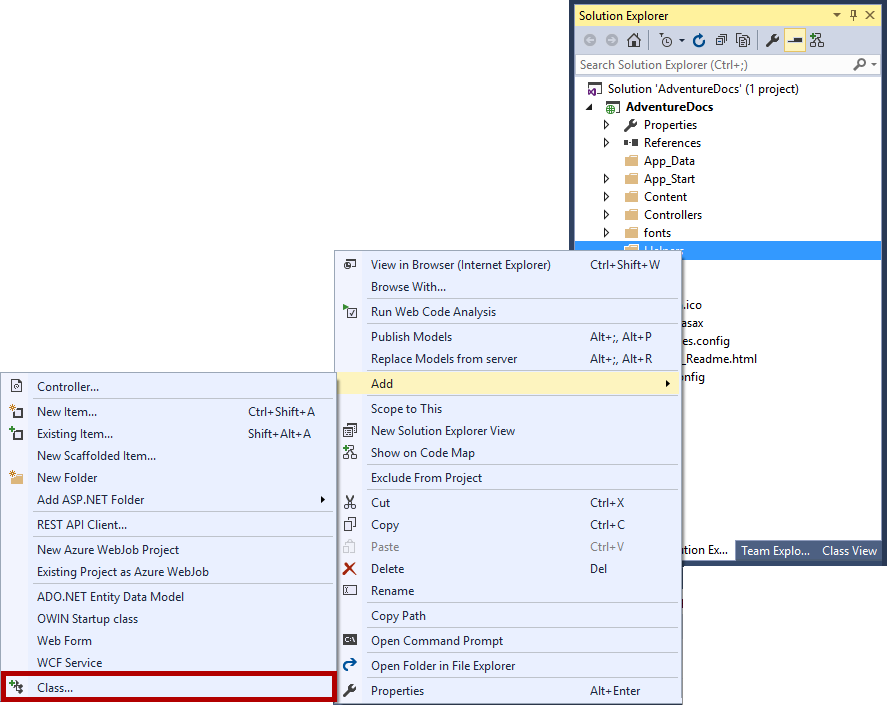 Solution Explorer
Search Solution Explorer (Ctrl+;)
Solution 'AdventureDocs' (1 project)
AdventureDocs
Properties
References
App_Data
App_Start
Content
Controllers
fonts
Helpers
.ico
asax
es.config
_Readme.html
nfig
ution Ex...
Team Explo...
Class View
View in Browser (Internet Explorer) Ctrl+Shift+W
Browse With...
Run Web Code Analysis
Publish Models Alt+;, Alt+P
Replace Models from server Alt+;, Alt+R
Add
Scope to This
New Solution Explorer View
Show on Code Map
Exclude From Project
Cut Ctrl+X
Copy Ctrl+C
Paste Ctrl+V
Delete Del
Rename
Copy Path
Open Command Prompt
Open Folder in File Explorer
Properties Alt+Enter
Controller...
New Item... Ctrl+Shift+A
Existing Item... Shift+Alt+A
New Scaffolded Item...
New Folder
Add ASP.NET Folder
REST API Client...
New Azure WebJob Project
Existing Project as Azure WebJob
ADO.NET Entity Data Model
OWIN Startup class
Web Form
WCF Service
Class...